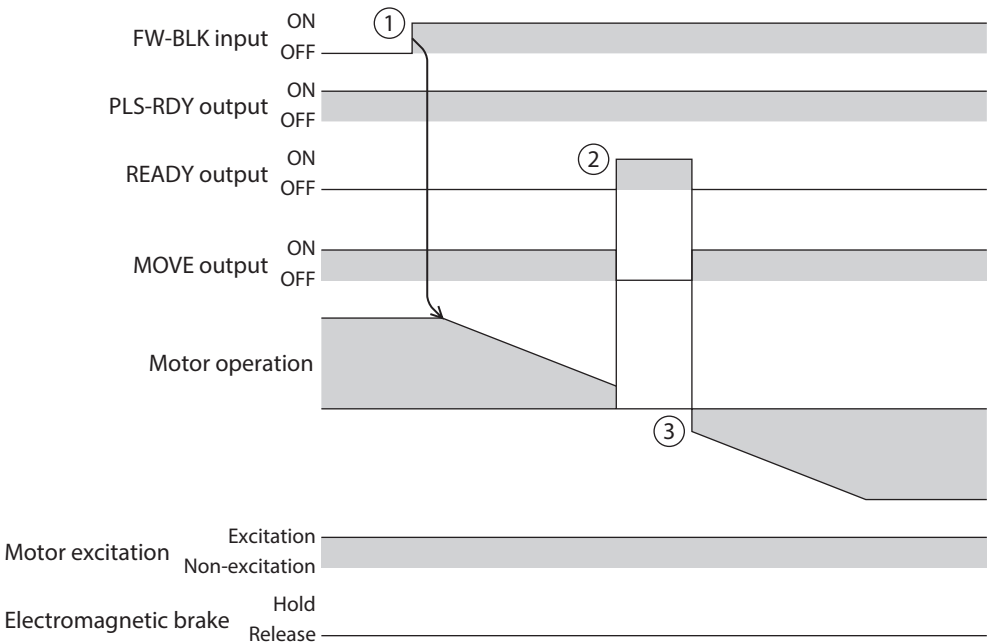 ON
①
FW-BLK input
OFF
ON
PLS-RDY output
OFF
ON
②
READY output
OFF
ON
MOVE output
OFF
Motor operation
③
Excitation
Motor excitation
Non-excitation
Hold
Electromagnetic brake
Release